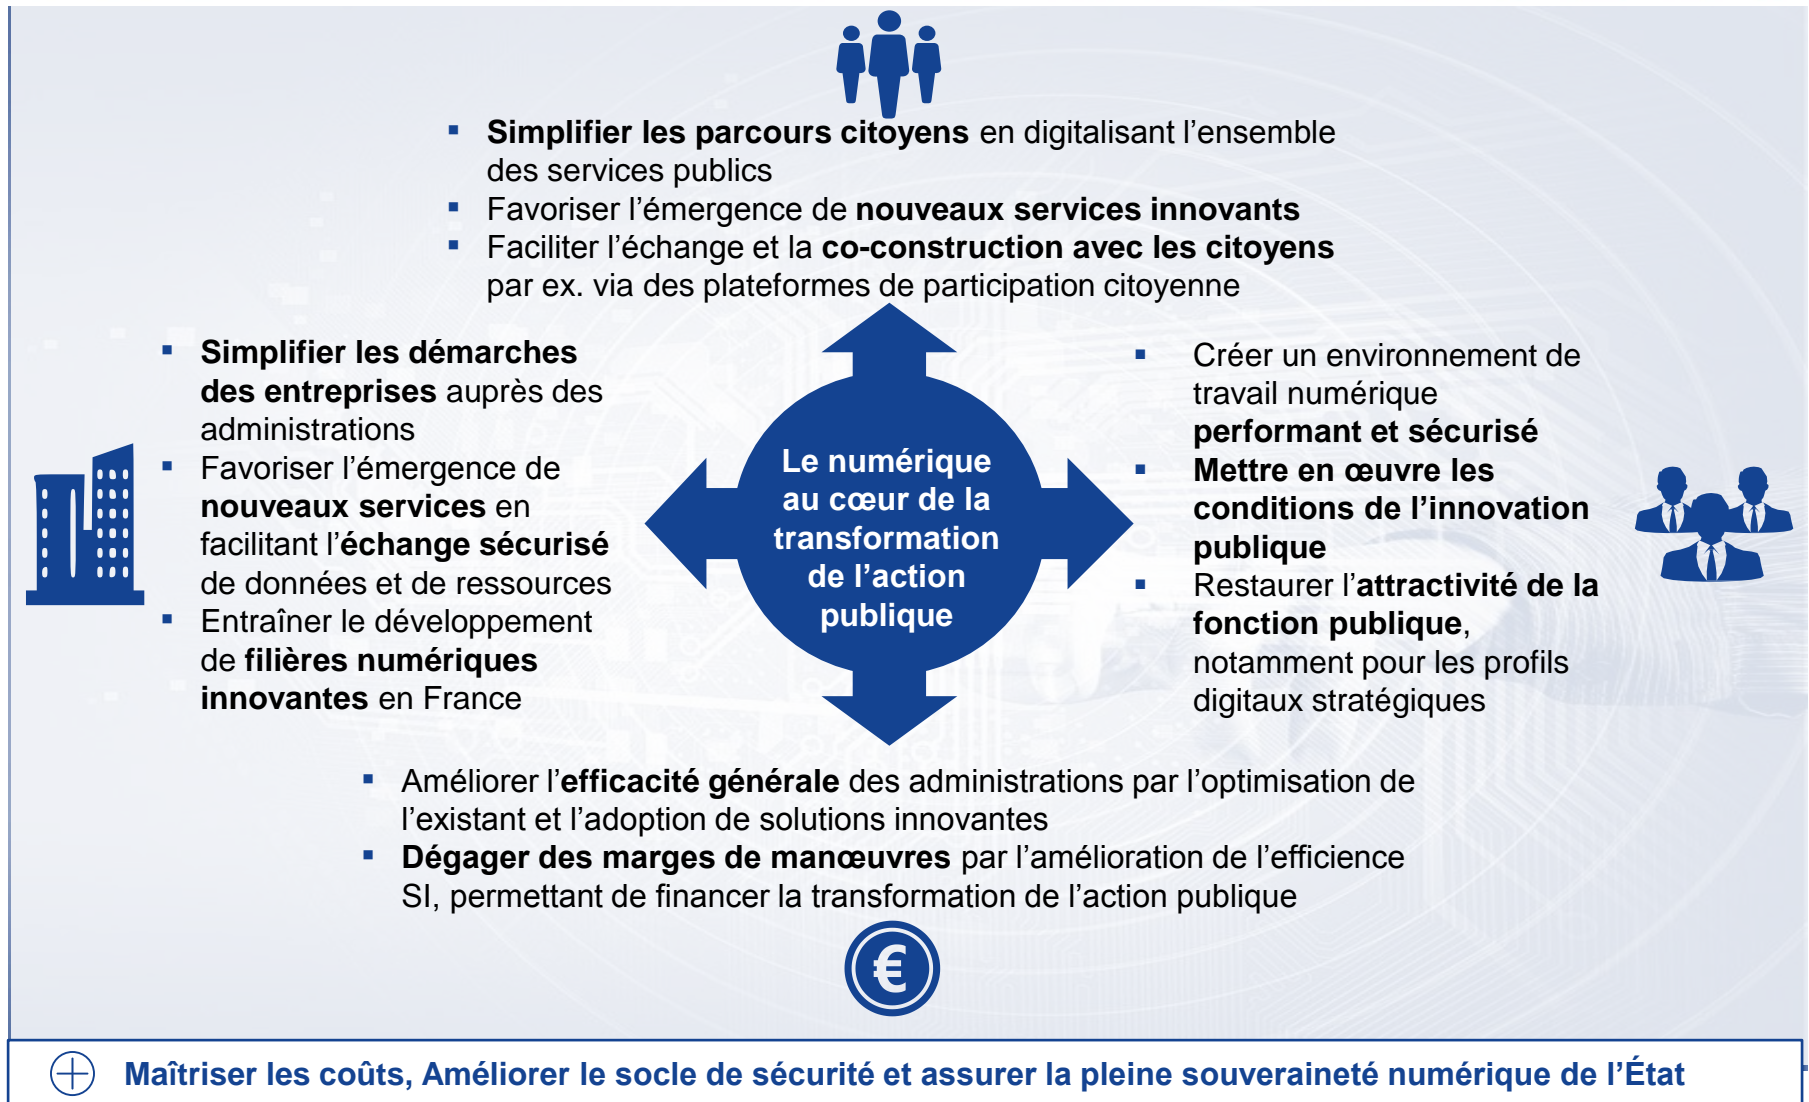 ▪ Simplifier les parcours citoyens en digitalisant l’ensemble
des services publics
▪ Favoriser l’émergence de nouveaux services innovants
▪ Faciliter l’échange et la co-construction avec les citoyens
par ex. via des plateformes de participation citoyenne
▪ Simplifier les démarches
des entreprises auprès des
administrations
▪ Favoriser l’émergence de
nouveaux services en
facilitant l’échange sécurisé
de données et de ressources
▪ Entraîner le développement
de filières numériques
innovantes en France
Le numérique
au cœur de la
transformation
de l’action
publique
▪ Créer un environnement de
travail numérique
performant et sécurisé
▪ Mettre en œuvre les
conditions de l’innovation
publique
▪ Restaurer l’attractivité de la
fonction publique,
notamment pour les profils
digitaux stratégiques
▪ Améliorer l’efficacité générale des administrations par l’optimisation de
l’existant et l’adoption de solutions innovantes
▪ Dégager des marges de manœuvres par l’amélioration de l’efficience
SI, permettant de financer la transformation de l’action publique
€
Maîtriser les coûts, Améliorer le socle de sécurité et assurer la pleine souveraineté numérique de l’État